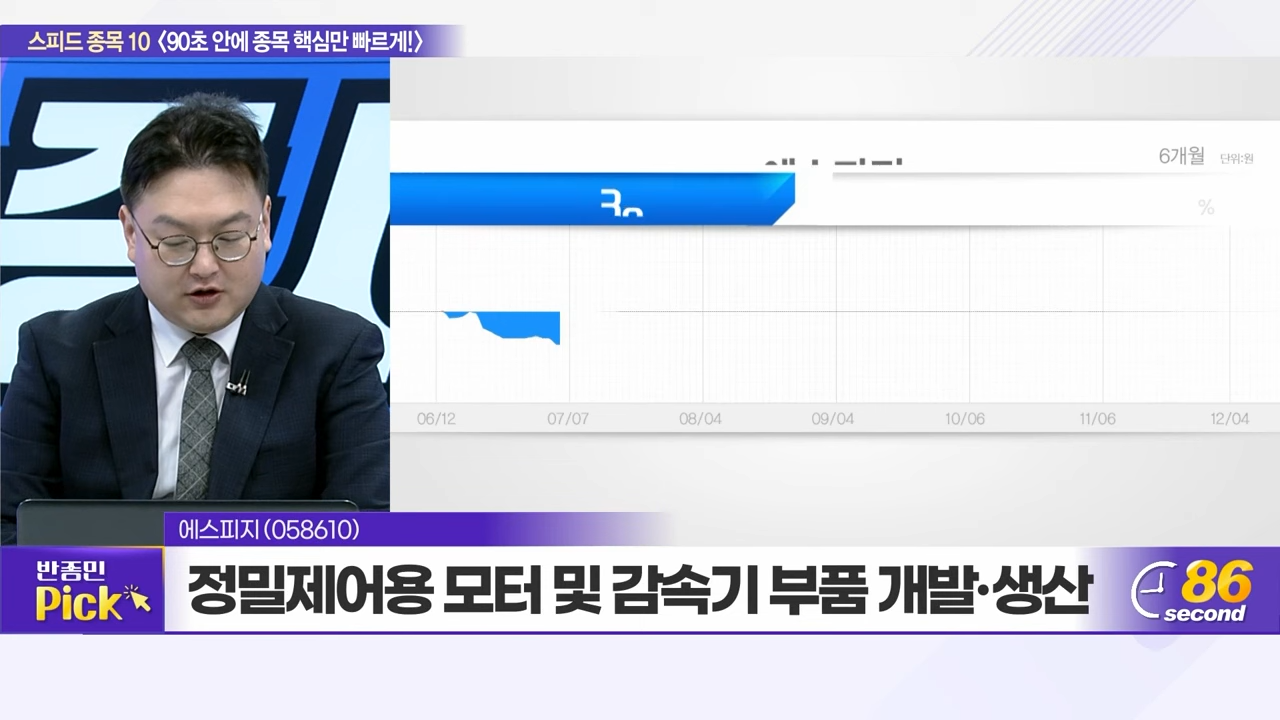 스피드 종목 10 <90초 안에 종목 핵심만 빠르게!>
6개월 단위:원
%
06/12 07/07 08/04 09/04 10/06 11/06 12/04
에스피지(058610)
반종민
Pick
정밀제어용 모터 및 감속기 부품 개발·생산
86
second